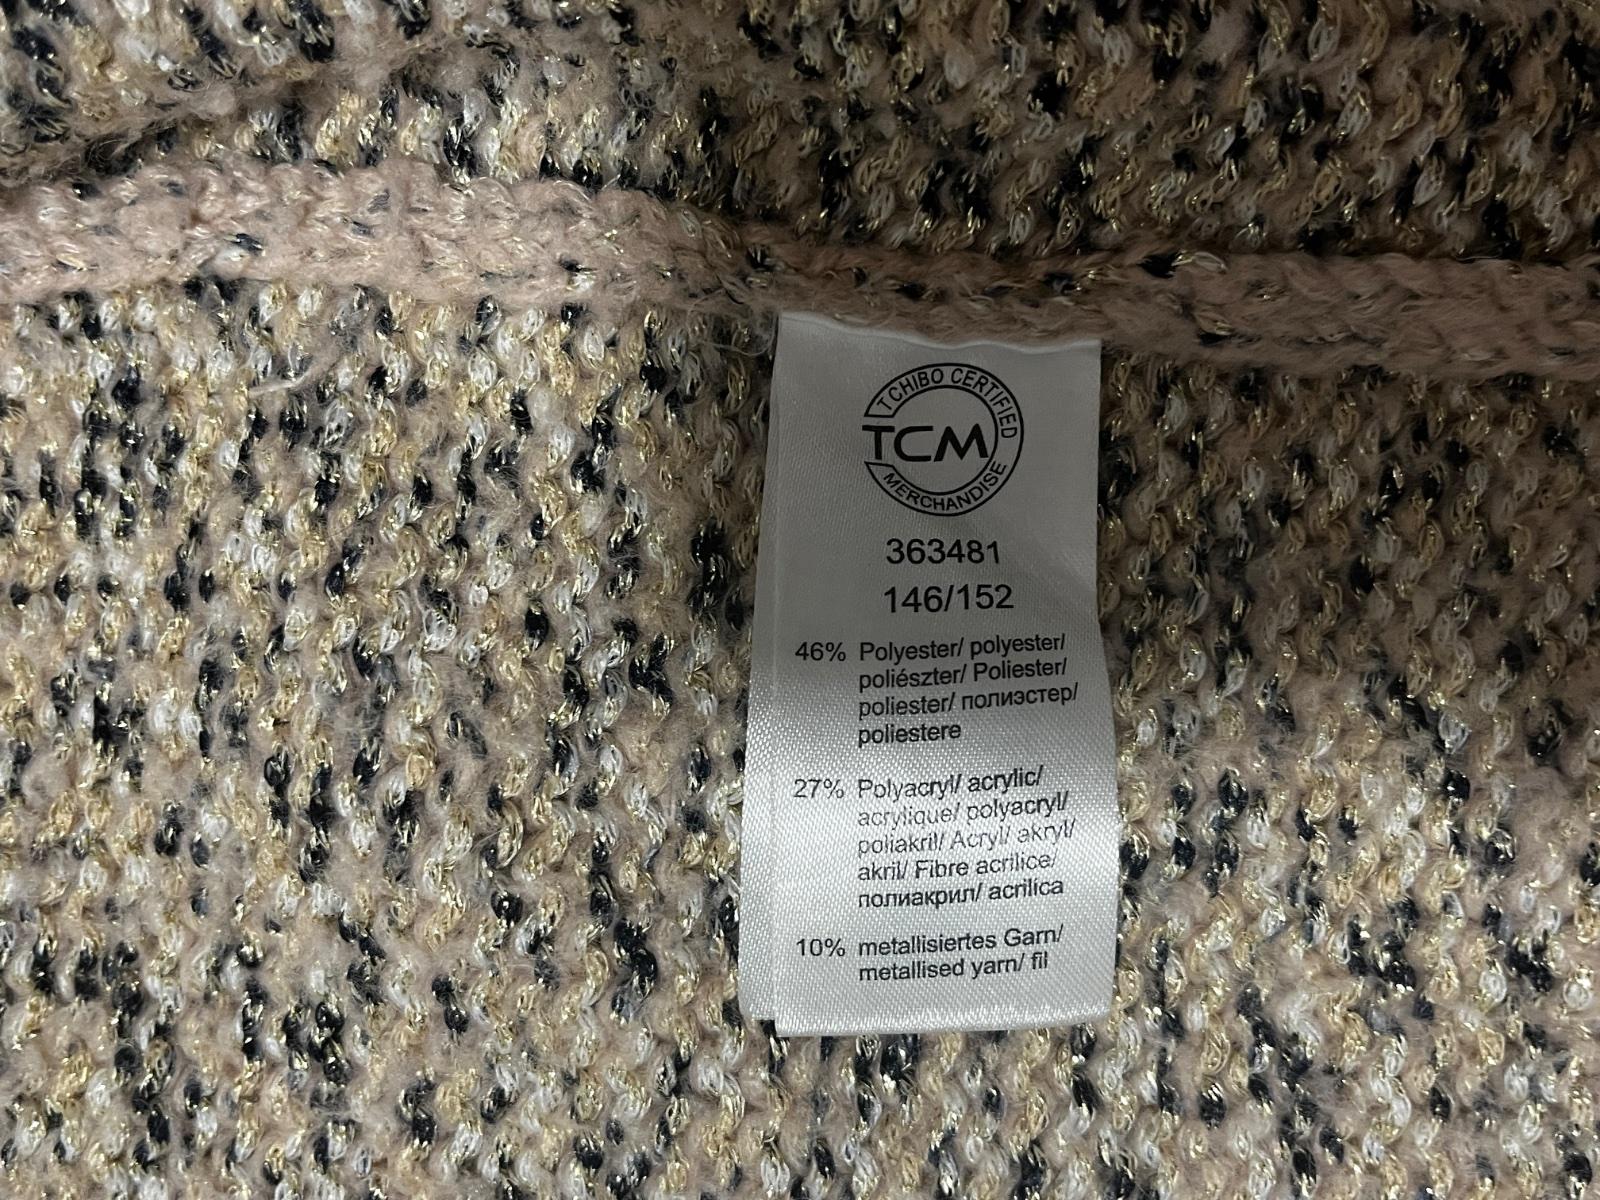 TCHIBO CERTIFIED
TCM
MERCHANDISE
363481
146/152
46% Polyester/ polyester/
poliészter/ Poliester/
poliester/ полиэстер/
poliestere
27% Polyacryl/ acrylic/
acrylique/ polyacryl/
poliakril/ Acryl/ akryl/
akril/ Fibre acrilice/
полиакрил/ acrilica
10% metallisiertes Garn/
metallised yarn/ fil